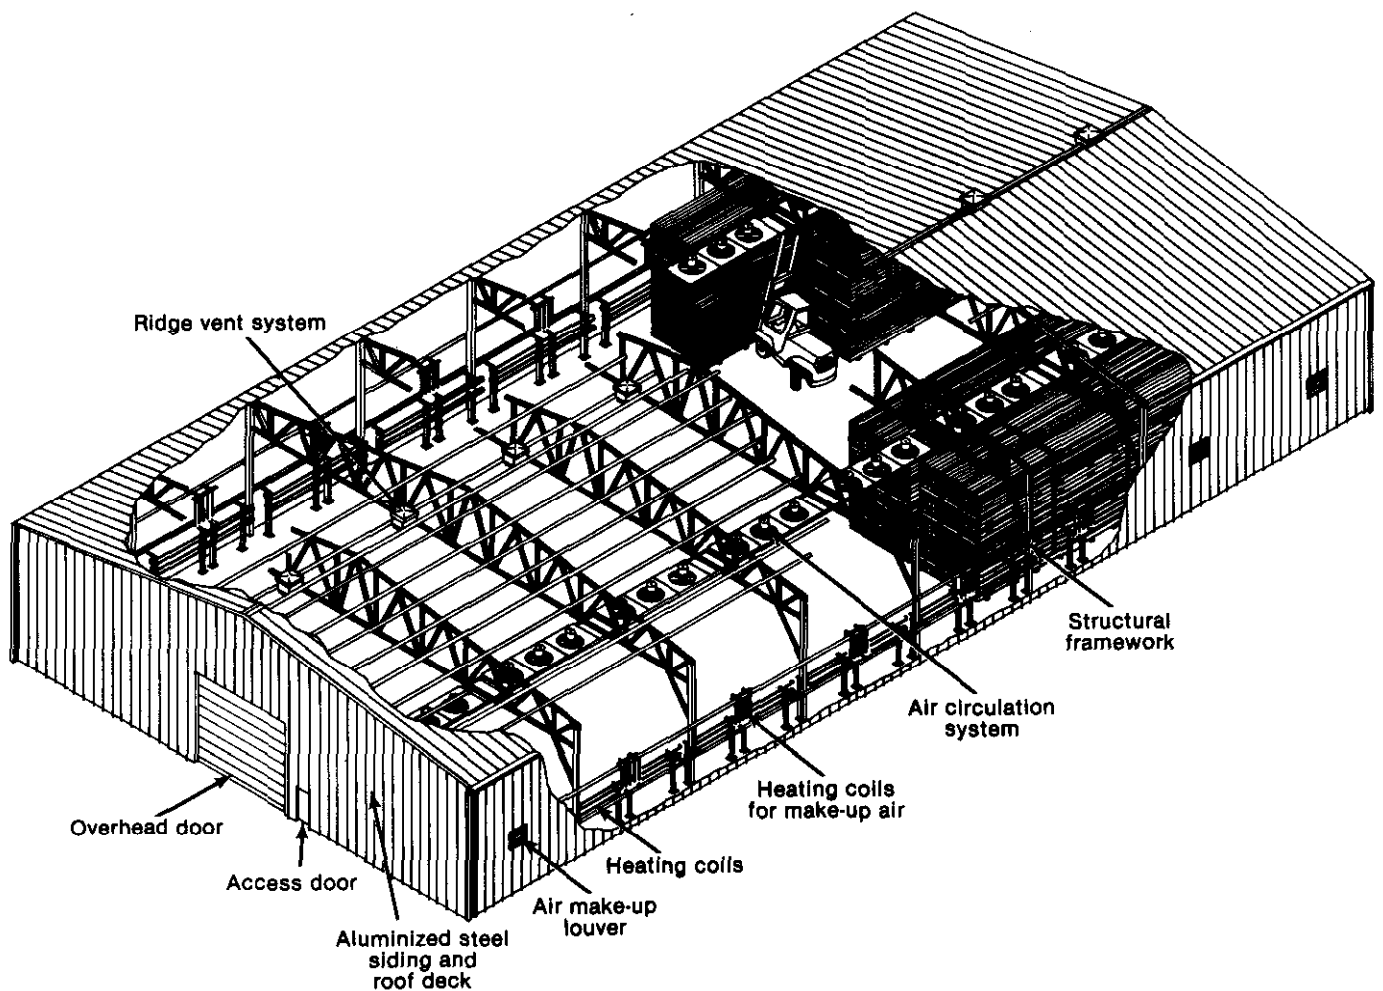 Ridge vent system
Structural
framework
Air circulation
system
Heating coils
for make-up air
Overhead door
Heating coils
Access door
Air make-up
louver
Aluminized steel
siding and
roof deck